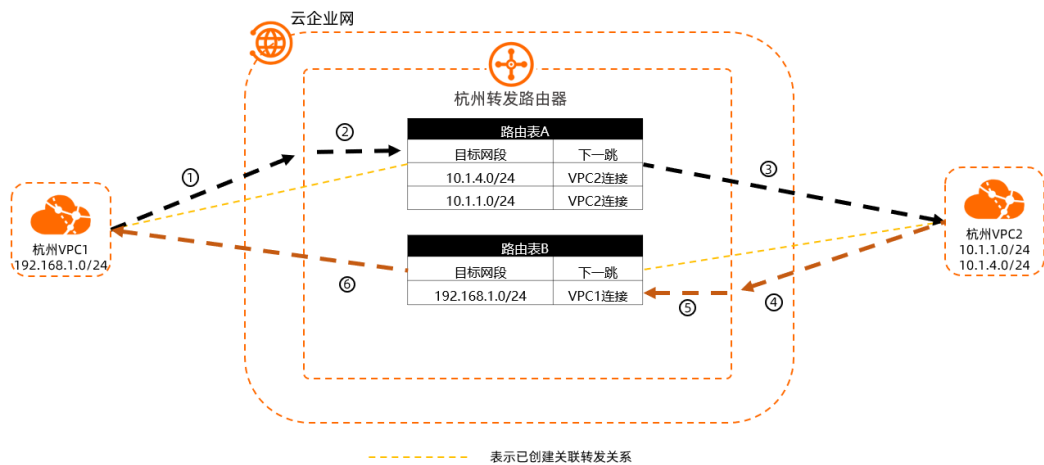 云企业网
杭州转发路由器
路由表A
目标网段 下一跳
10.1.4.0/24 VPC2连接
10.1.1.0/24 VPC2连接
①
②
③
杭州VPC1
192.168.1.0/24
杭州VPC2
10.1.1.0/24
10.1.4.0/24
路由表B
目标网段 下一跳
192.168.1.0/24 VPC1连接
④
⑤
⑥
表示已创建关联转发关系